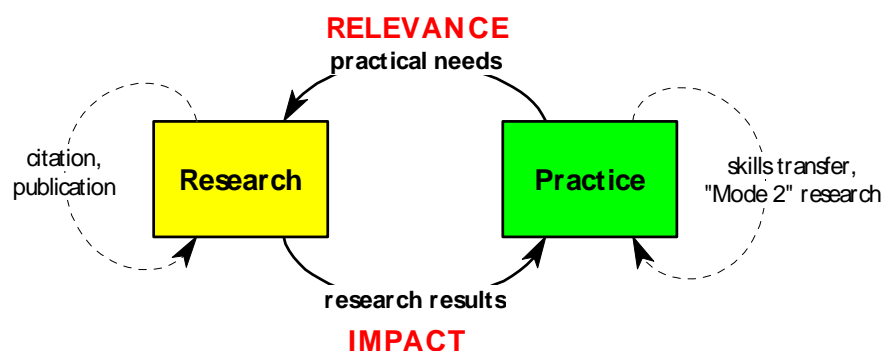 RELEVANCE
practical needs
citation,
publication
Research
Practice
skills transfer,
"Mode 2" research
research results
IMPACT